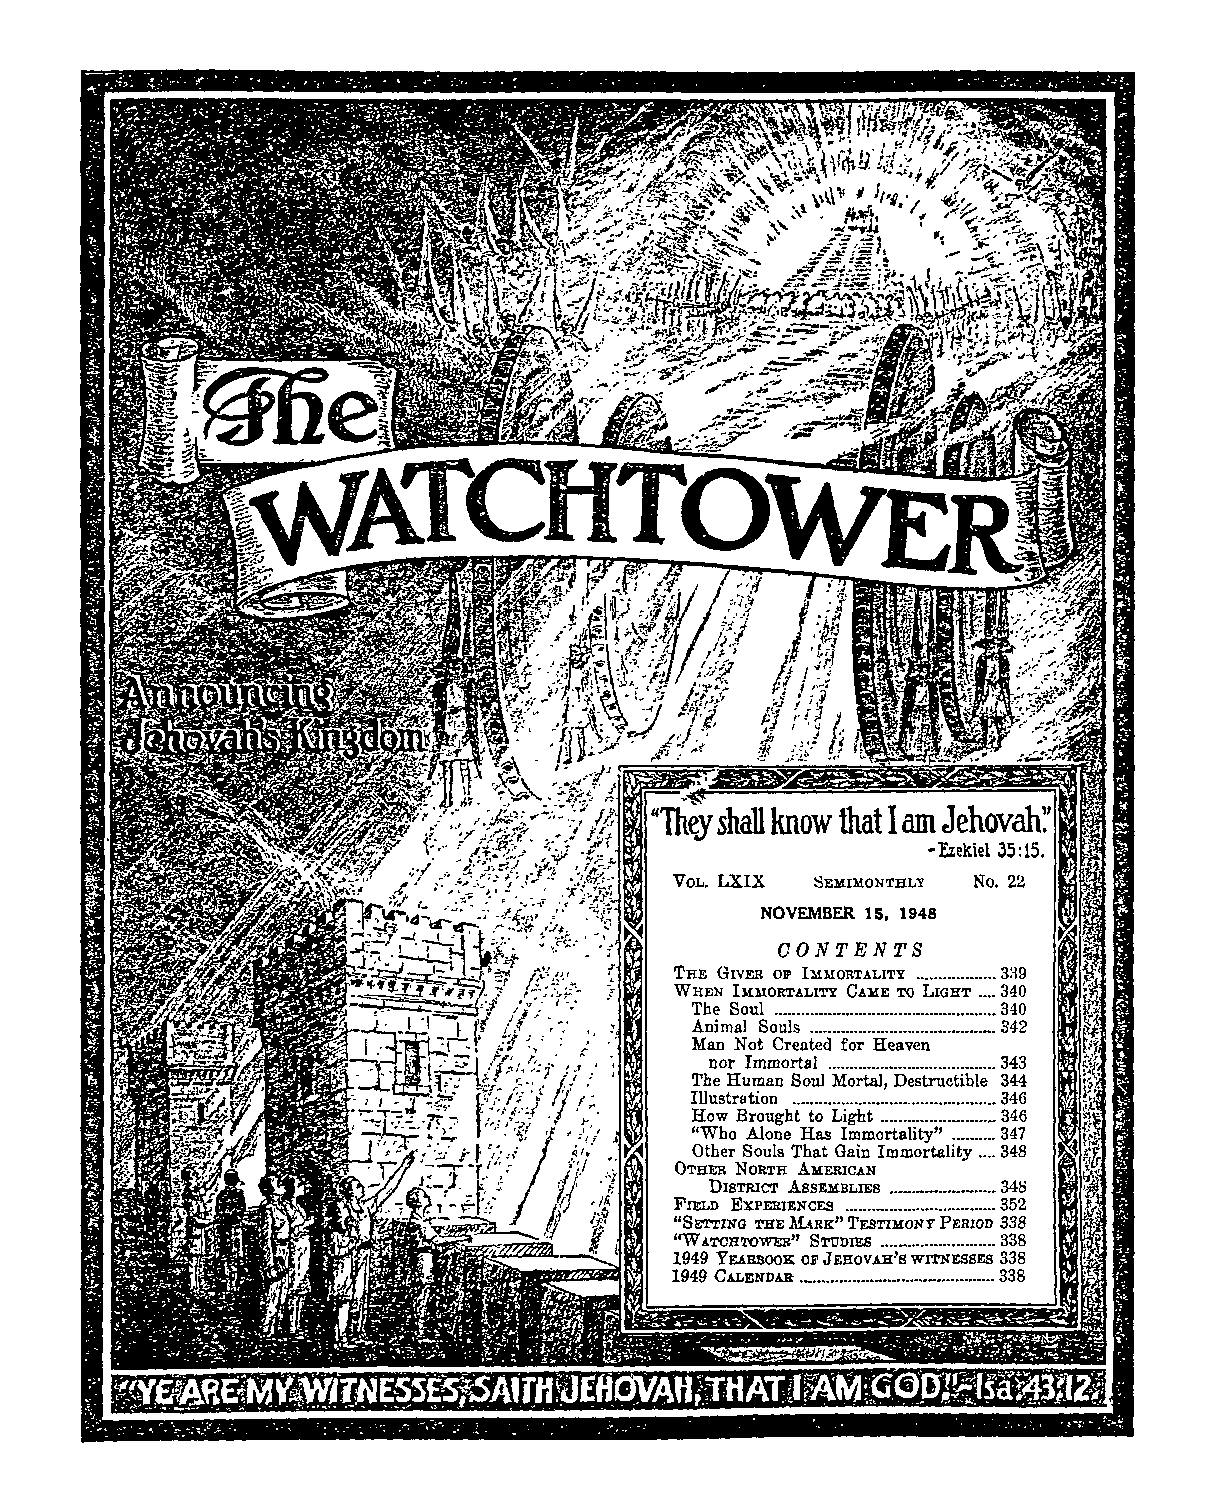 The
WATCHTOWER
Announcing
Jehovah's Kingdom
"They shall know that I am Jehovah."
-Ezekiel 35:15.
VOL. LXIX SEMIMONTHLY No. 22
NOVEMBER 15, 1948
CONTENTS
THE GIVER OF IMMORTALITY ................ 339
WHEN IMMORTALITY CAME TO LIGHT .... 340
The Soul ............................................. 340
Animal Souls ...................................... 342
Man Not Created for Heaven
nor Immortal .................................. 343
The Human Soul Mortal, Destructible 344
Illustration ......................................... 346
How Brought to Light ....................... 346
"Who Alone Has Immortality" ......... 347
Other Souls That Gain Immortality .... 348
OTHER NORTH AMERICAN
DISTRICT ASSEMBLIES ..................... 348
FIELD EXPERIENCES .............................. 352
"SETTING THE MARK" TESTIMONY PERIOD 338
"WATCHTOWER" STUDIES ....................... 338
1949 YEARBOOK OF JEHOVAH'S WITNESSES 338
1949 CALENDAR ....................................... 338
"YE ARE MY WITNESSES, SAITH JEHOVAH, THAT I AM GOD."-Isa. 43:12.